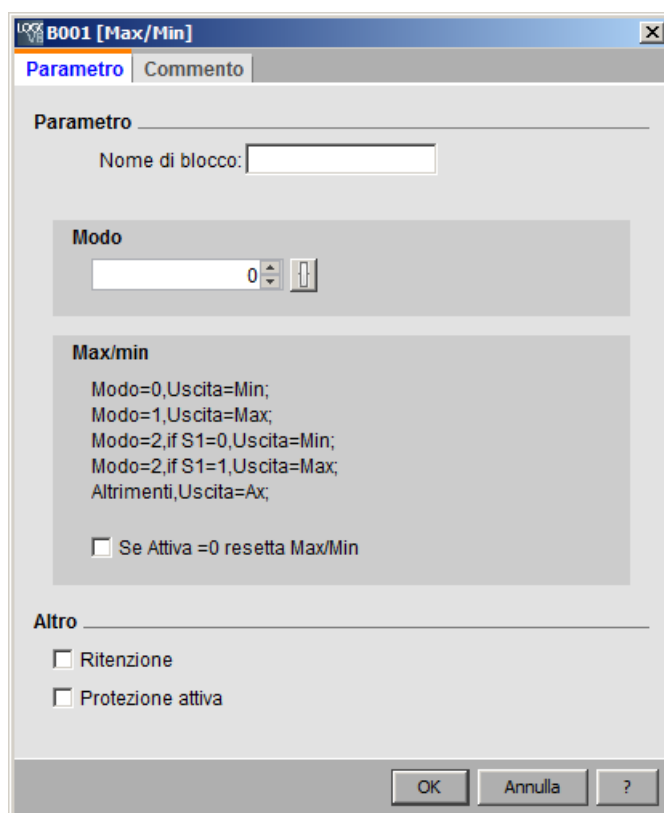 B001 [Max/Min]
Parametro Commento
Parametro
Nome di blocco:
Modo
0
Max/min
Modo=0,Uscita=Min;
Modo=1,Uscita=Max;
Modo=2,if S1=0,Uscita=Min;
Modo=2,if S1=1,Uscita=Max;
Altrimenti,Uscita=Ax;
Se Attiva =0 resetta Max/Min
Altro
Ritenzione
Protezione attiva
OK Annulla ?